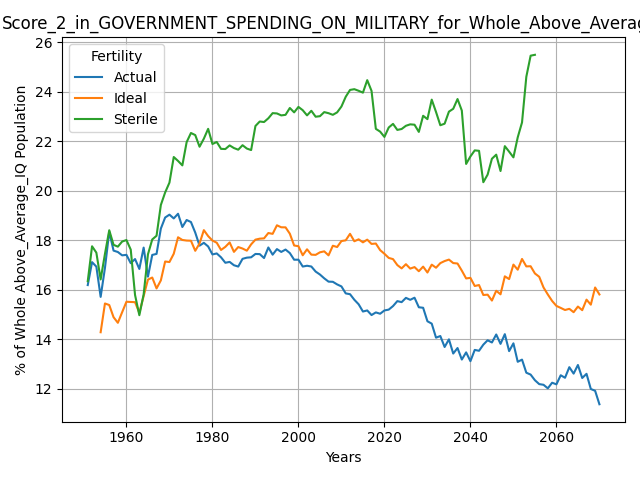 Score_2_in_GOVERNMENT_SPENDING_ON_MILITARY_for_Whole_Above_Averag
Fertility
Actual
Ideal
Sterile
% of Whole Above_Average_IQ Population
26
24
22
20
18
16
14
12
1960 1980 2000 2020 2040 2060
Years